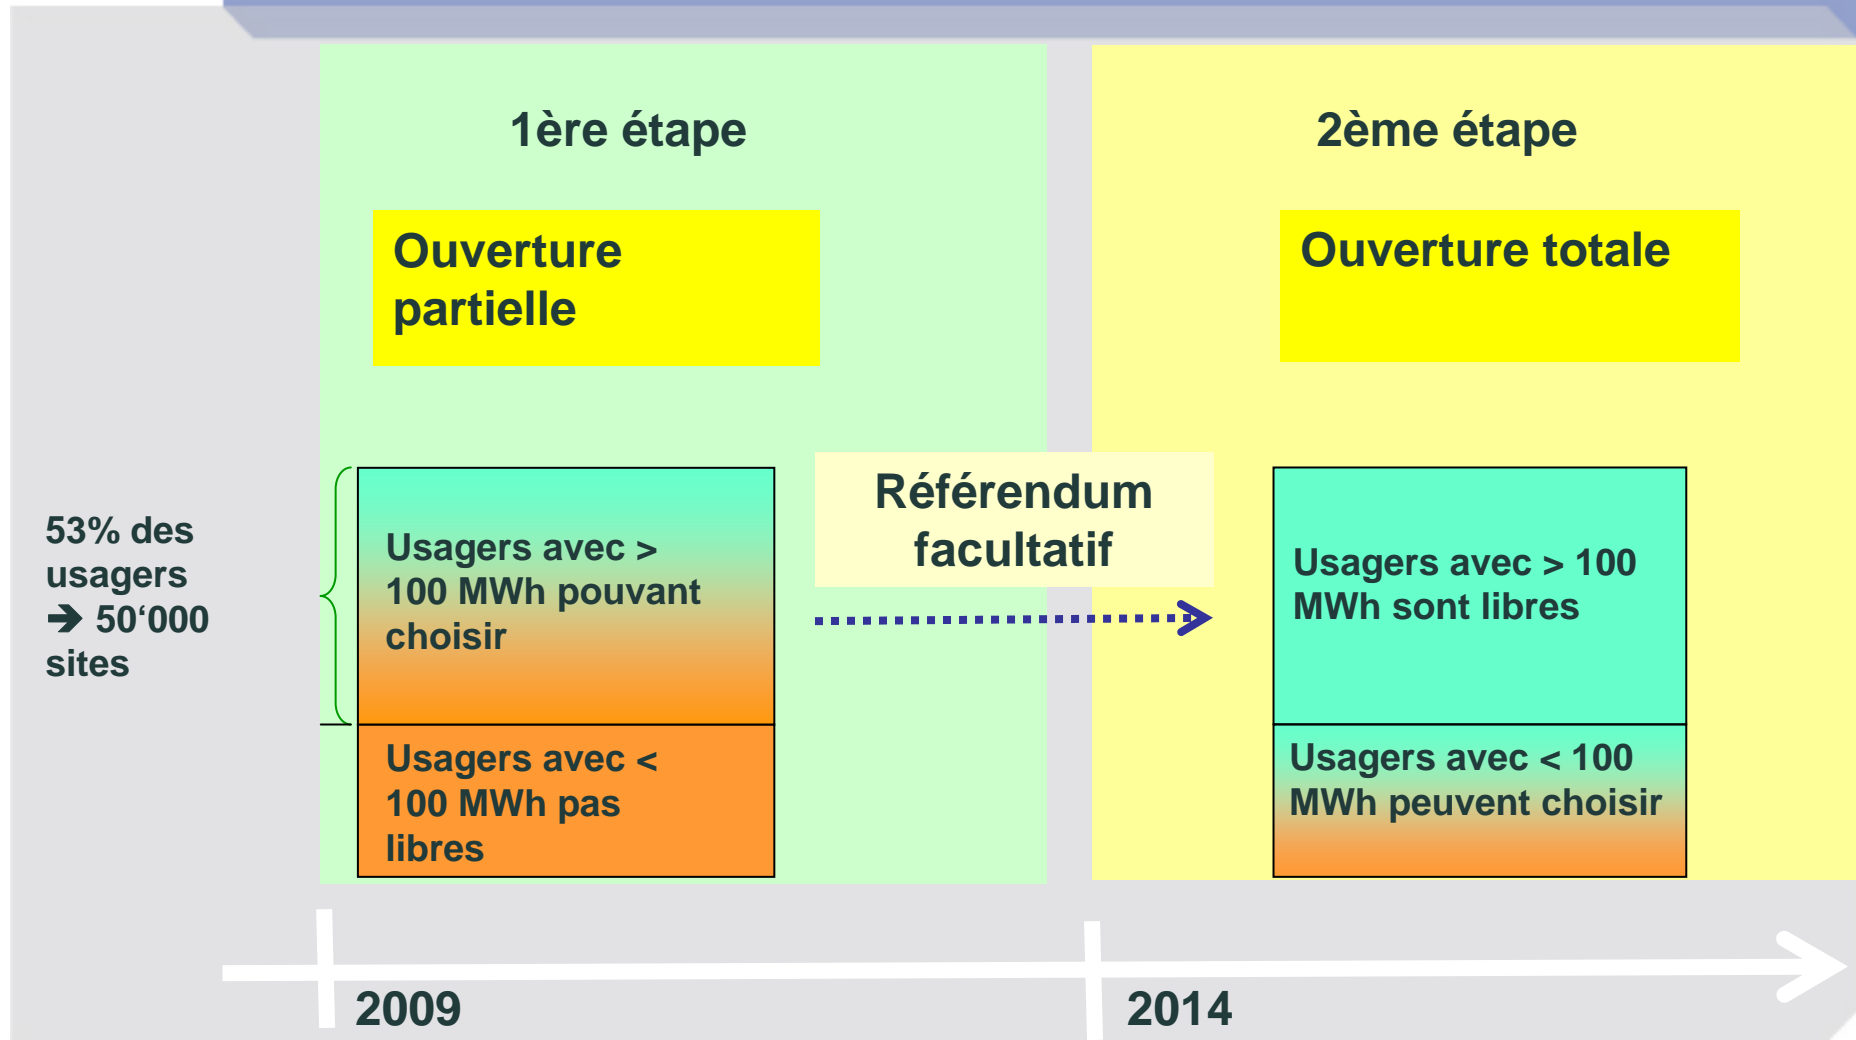 1ère étape
2ème étape
Ouverture
partielle
Ouverture totale
53% des
usagers
➔ 50‘000
sites
Usagers avec >
100 MWh pouvant
choisir
Usagers avec <
100 MWh pas
libres
Référendum
facultatif
Usagers avec > 100
MWh sont libres
Usagers avec < 100
MWh peuvent choisir
2009
2014